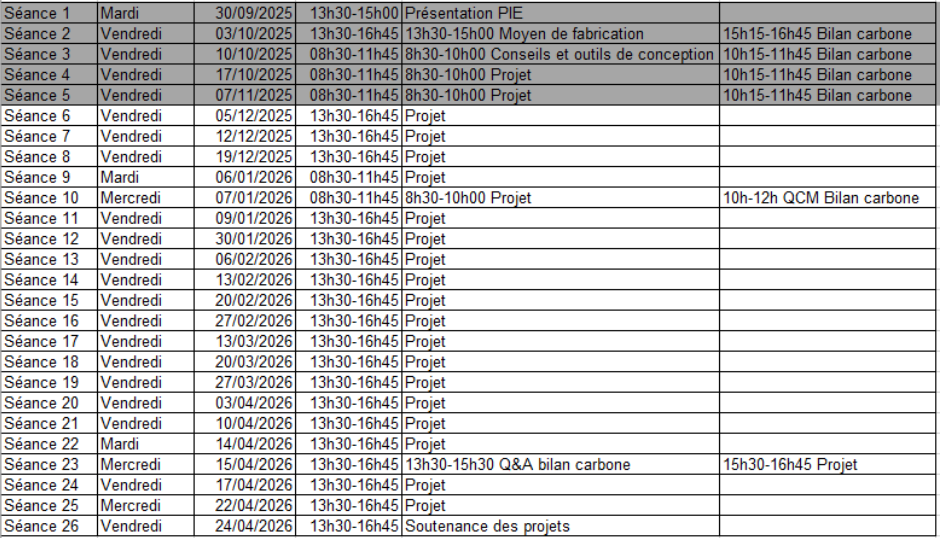 Séance 1 Mardi 30/09/2025 13h30-15h00 Présentation PIE
Séance 2 Vendredi 03/10/2025 13h30-16h45 13h30-15h00 Moyen de fabrication 15h15-16h45 Bilan carbone
Séance 3 Vendredi 10/10/2025 08h30-11h45 8h30-10h00 Conseils et outils de conception 10h15-11h45 Bilan carbone
Séance 4 Vendredi 17/10/2025 08h30-11h45 8h30-10h00 Projet 10h15-11h45 Bilan carbone
Séance 5 Vendredi 07/11/2025 08h30-11h45 8h30-10h00 Projet 10h15-11h45 Bilan carbone
Séance 6 Vendredi 05/12/2025 13h30-16h45 Projet
Séance 7 Vendredi 12/12/2025 13h30-16h45 Projet
Séance 8 Vendredi 19/12/2025 13h30-16h45 Projet
Séance 9 Mardi 06/01/2026 08h30-11h45 Projet
Séance 10 Mercredi 07/01/2026 08h30-11h45 8h30-10h00 Projet 10h-12h QCM Bilan carbone
Séance 11 Vendredi 09/01/2026 13h30-16h45 Projet
Séance 12 Vendredi 30/01/2026 13h30-16h45 Projet
Séance 13 Vendredi 06/02/2026 13h30-16h45 Projet
Séance 14 Vendredi 13/02/2026 13h30-16h45 Projet
Séance 15 Vendredi 20/02/2026 13h30-16h45 Projet
Séance 16 Vendredi 27/02/2026 13h30-16h45 Projet
Séance 17 Vendredi 13/03/2026 13h30-16h45 Projet
Séance 18 Vendredi 20/03/2026 13h30-16h45 Projet
Séance 19 Vendredi 27/03/2026 13h30-16h45 Projet
Séance 20 Vendredi 03/04/2026 13h30-16h45 Projet
Séance 21 Vendredi 10/04/2026 13h30-16h45 Projet
Séance 22 Mardi 14/04/2026 13h30-16h45 Projet
Séance 23 Mercredi 15/04/2026 13h30-16h45 13h30-15h30 Q&A bilan carbone 15h30-16h45 Projet
Séance 24 Vendredi 17/04/2026 13h30-16h45 Projet
Séance 25 Mercredi 22/04/2026 13h30-16h45 Projet
Séance 26 Vendredi 24/04/2026 13h30-16h45 Soutenance des projets